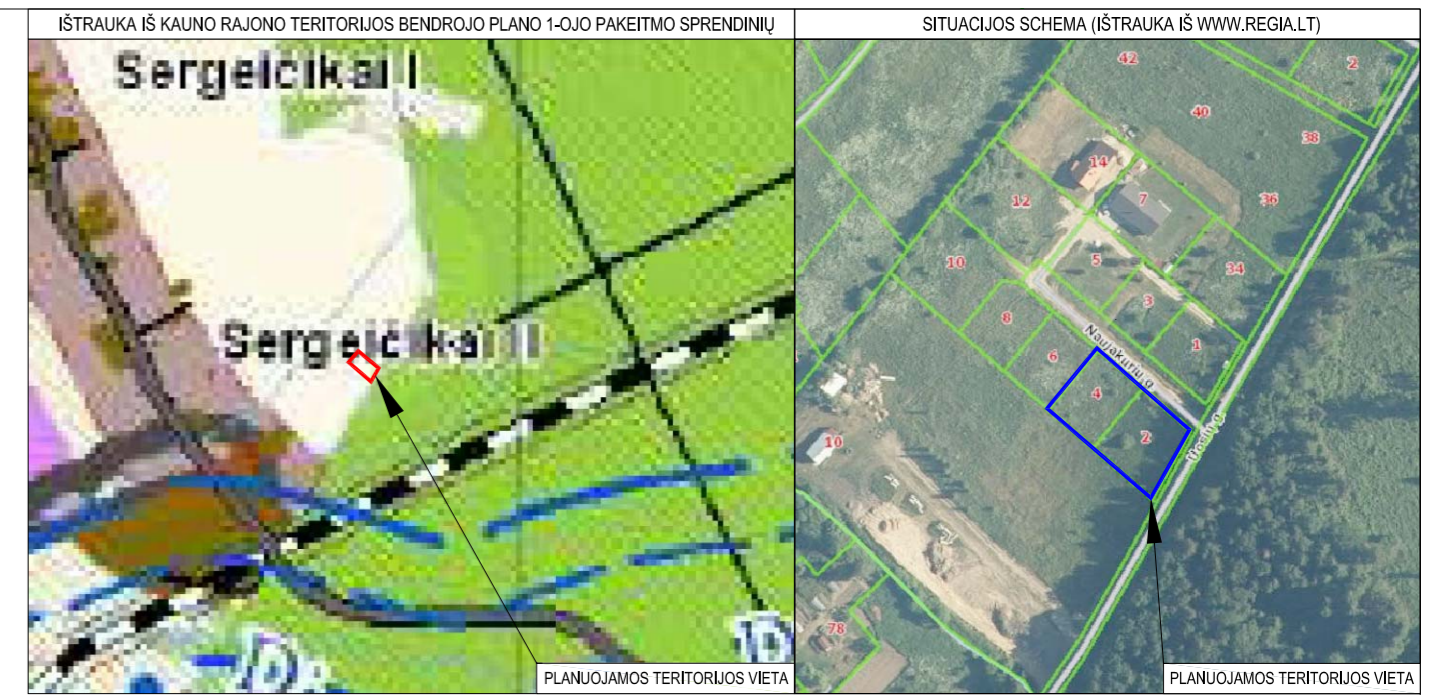 IŠTRAUKA IŠ KAUNO RAJONO TERITORIJOS BENDROJO PLANO 1-OJO PAKEITMO SPRENDINIŲ
SITUACIJOS SCHEMA (IŠTRAUKA IŠ WWW.REGIA.LT)
Sergeičikai I
Sergeičikai II
PLANUOJAMOS TERITORIJOS VIETA
42
2
40
38
14
7
36
12
5
34
10
3
8
1
Naujakurių g.
6
4
2
10
78
PLANUOJAMOS TERITORIJOS VIETA